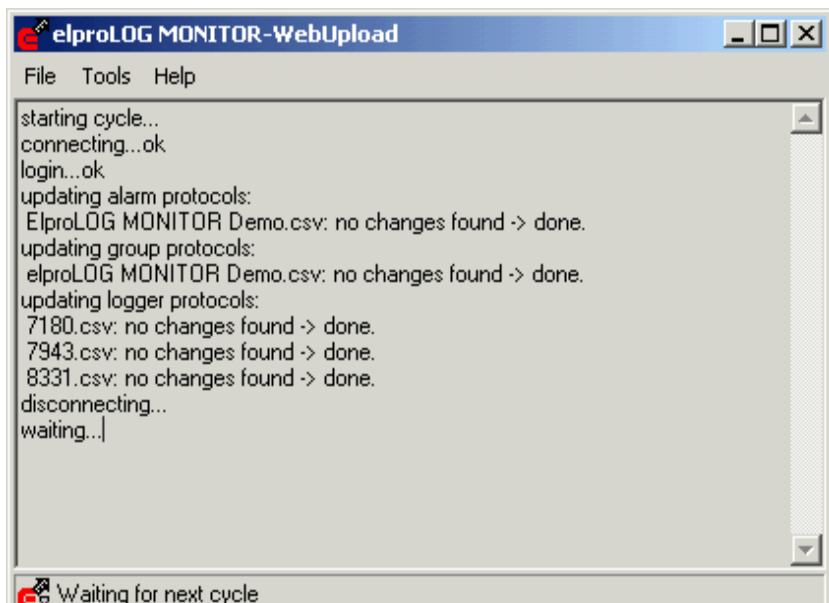 elproLOG MONITOR-WebUpload
File Tools Help
starting cycle...
connecting...ok
login...ok
updating alarm protocols:
ElproLOG MONITOR Demo.csv: no changes found -> done.
updating group protocols:
elproLOG MONITOR Demo.csv: no changes found -> done.
updating logger protocols:
7180.csv: no changes found -> done.
7943.csv: no changes found -> done.
8331.csv: no changes found -> done.
disconnecting...
waiting...
Waiting for next cycle